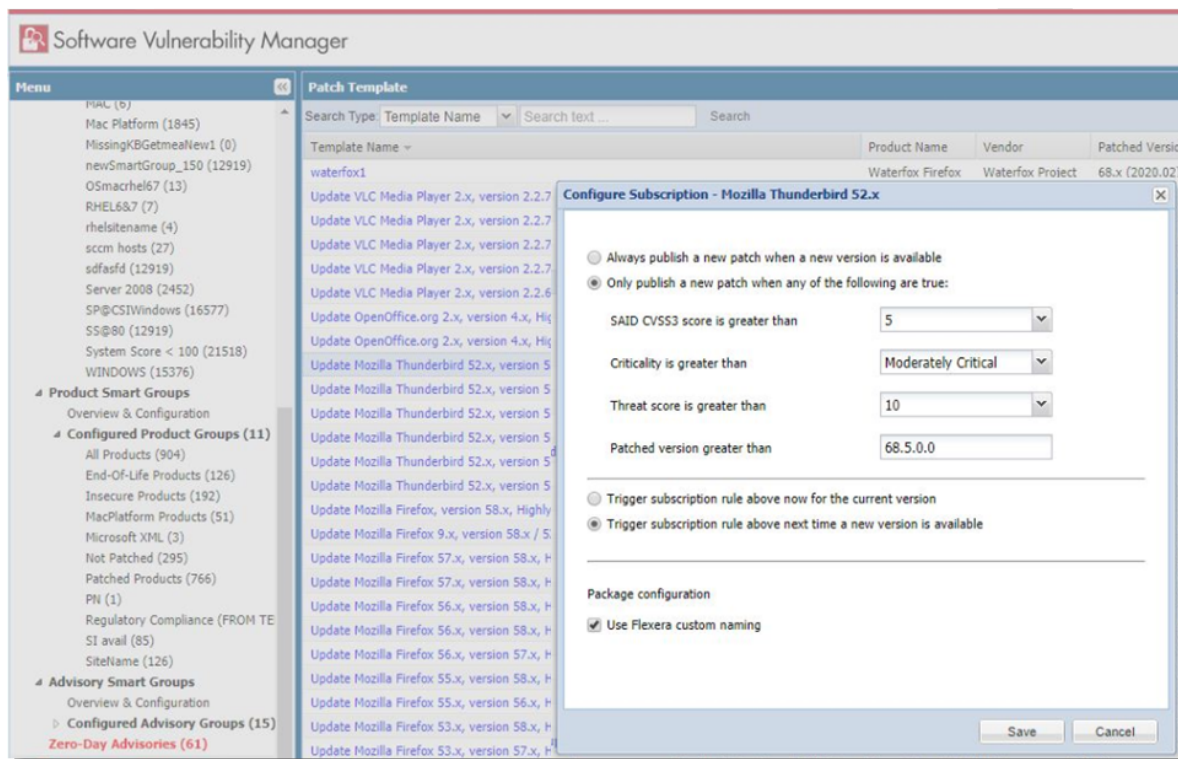 Software Vulnerability Manager
Menu
MAC (6)
Mac Platform (1845)
MissingKBGetmeaNew1 (0)
newSmartGroup_150 (12919)
OSmacrhel67 (13)
RHEL6&7 (7)
rhelsitename (4)
sccm hosts (27)
sdfasfd (12919)
Server 2008 (2452)
SP@CSIWindows (16577)
SS@80 (12919)
System Score < 100 (21518)
WINDOWS (15376)
Product Smart Groups
Overview & Configuration
Configured Product Groups (11)
All Products (904)
End-Of-Life Products (126)
Insecure Products (192)
MacPlatform Products (51)
Microsoft XML (3)
Not Patched (295)
Patched Products (766)
PN (1)
Regulatory Compliance (FROM TE
SI avail (85)
SiteName (126)
Advisory Smart Groups
Overview & Configuration
Configured Advisory Groups (15)
Zero-Day Advisories (61)
Patch Template
Search Type: Template Name Search text ... Search
Template Name Product Name Vendor Patched Versio
waterfox1 Waterfox Firefox Waterfox Project 68.x (2020.02)
Update VLC Media Player 2.x, version 2.2.7
Update VLC Media Player 2.x, version 2.2.7
Update VLC Media Player 2.x, version 2.2.7
Update VLC Media Player 2.x, version 2.2.7
Update VLC Media Player 2.x, version 2.2.6
Update OpenOffice.org 2.x, version 4.x, Hig
Update OpenOffice.org 2.x, version 4.x, Hig
Update Mozilla Thunderbird 52.x, version 5
Update Mozilla Thunderbird 52.x, version 5
Update Mozilla Thunderbird 52.x, version 5
Update Mozilla Thunderbird 52.x, version 5
Update Mozilla Thunderbird 52.x, version 5
Update Mozilla Thunderbird 52.x, version 5
Update Mozilla Firefox, version 58.x, Highly
Update Mozilla Firefox 9.x, version 58.x / 5
Update Mozilla Firefox 57.x, version 58.x, H
Update Mozilla Firefox 57.x, version 58.x, H
Update Mozilla Firefox 56.x, version 58.x, H
Update Mozilla Firefox 56.x, version 58.x, H
Update Mozilla Firefox 56.x, version 57.x, H
Update Mozilla Firefox 55.x, version 58.x, H
Update Mozilla Firefox 55.x, version 56.x, H
Update Mozilla Firefox 53.x, version 58.x, H
Update Mozilla Firefox 53.x, version 57.x, H
Configure Subscription - Mozilla Thunderbird 52.x
Always publish a new patch when a new version is available
Only publish a new patch when any of the following are true:
SAID CVSS3 score is greater than 5
Criticality is greater than Moderately Critical
Threat score is greater than 10
Patched version greater than 68.5.0.0
Trigger subscription rule above now for the current version
Trigger subscription rule above next time a new version is available
Package configuration
Use Flexera custom naming
Save Cancel